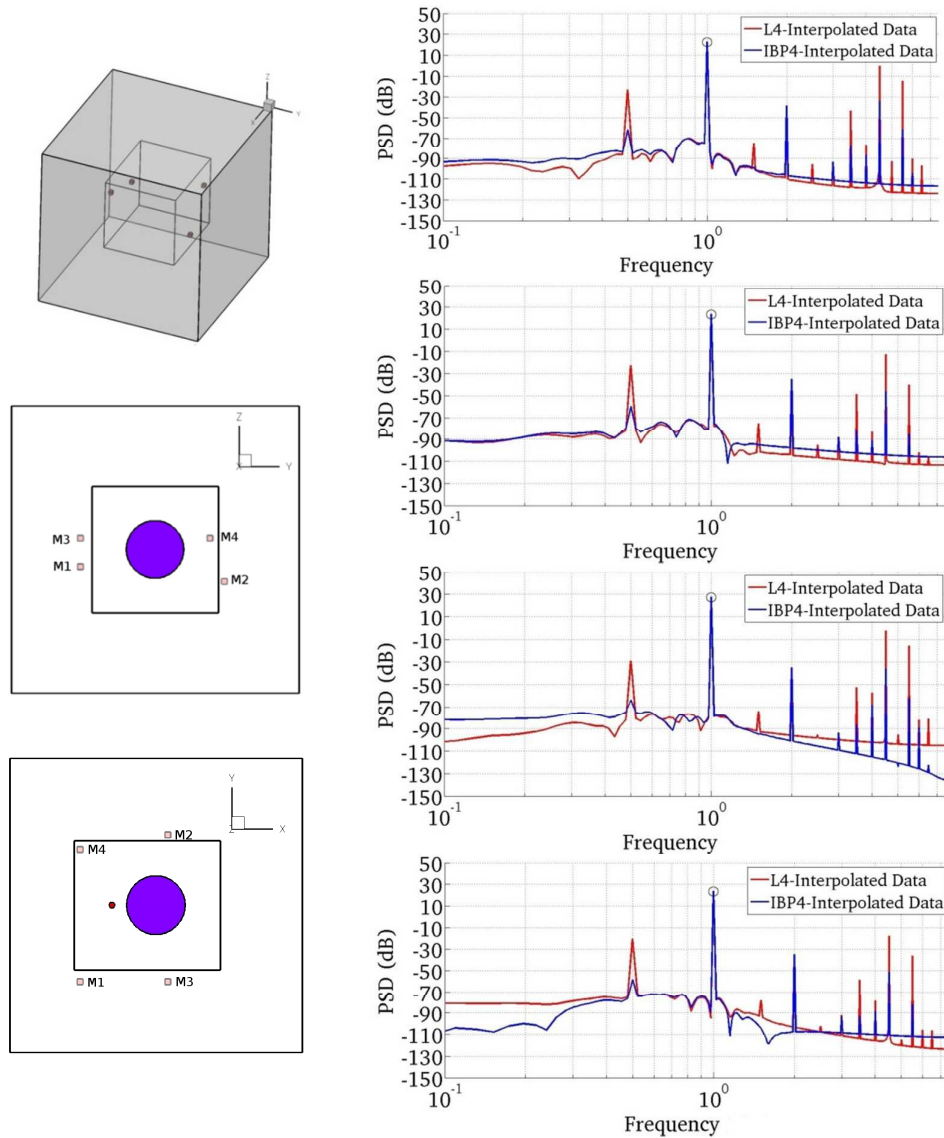 Z
X
Y
Z
X
Y
M3
M4
M1
M2
Y
Z
X
M2
M4
M1
M3
50
30
10
-10
-30
-50
-70
-90
-110
-130
-150
PSD (dB)
L4-Interpolated Data
IBP4-Interpolated Data
10^-1
10^0
Frequency
50
30
10
-10
-30
-50
-70
-90
-110
-130
-150
PSD (dB)
L4-Interpolated Data
IBP4-Interpolated Data
10^-1
10^0
Frequency
50
30
10
-10
-30
-50
-70
-90
-110
-130
-150
PSD (dB)
L4-Interpolated Data
IBP4-Interpolated Data
10^-1
10^0
Frequency
50
30
10
-10
-30
-50
-70
-90
-110
-130
-150
PSD (dB)
L4-Interpolated Data
IBP4-Interpolated Data
10^-1
10^0
Frequency